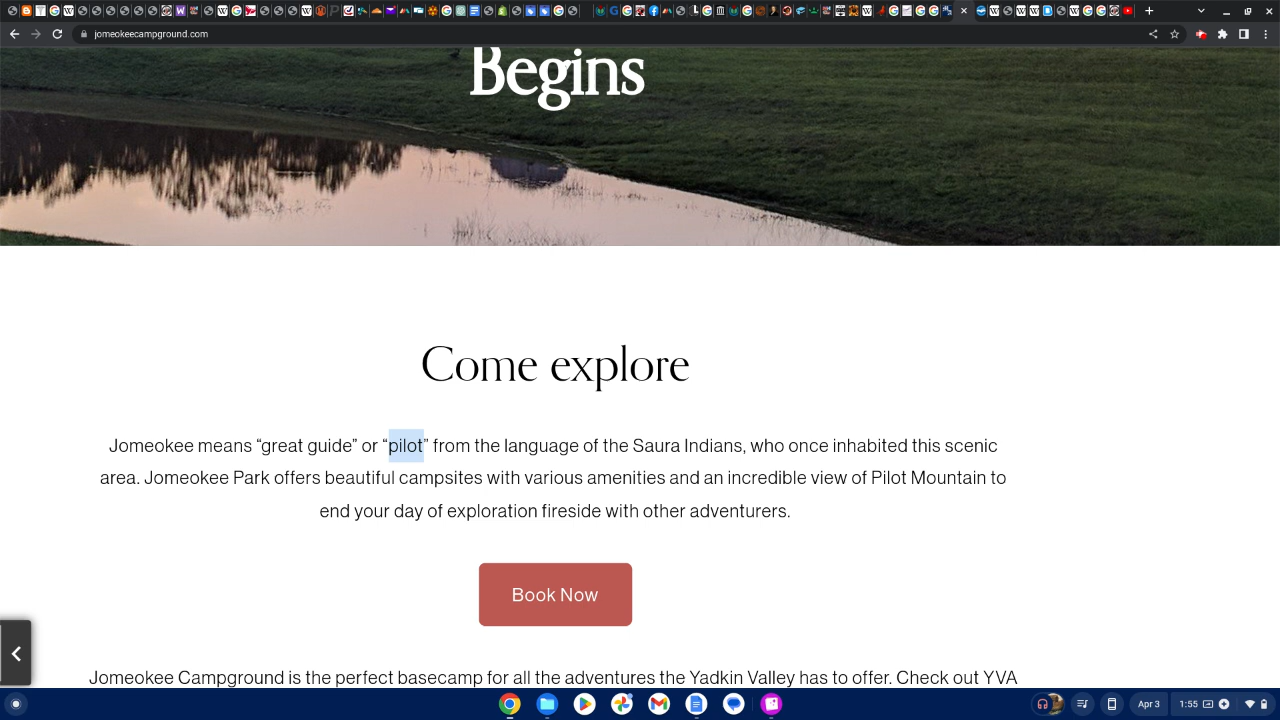 jomeokeecampground.com
Begins
Come explore
Jomeokee means “great guide” or “pilot” from the language of the Saura Indians, who once inhabited this scenic
area. Jomeokee Park offers beautiful campsites with various amenities and an incredible view of Pilot Mountain to
end your day of exploration fireside with other adventurers.
Book Now
Jomeokee Campground is the perfect basecamp for all the adventures the Yadkin Valley has to offer. Check out YVA
Apr 3
1:55